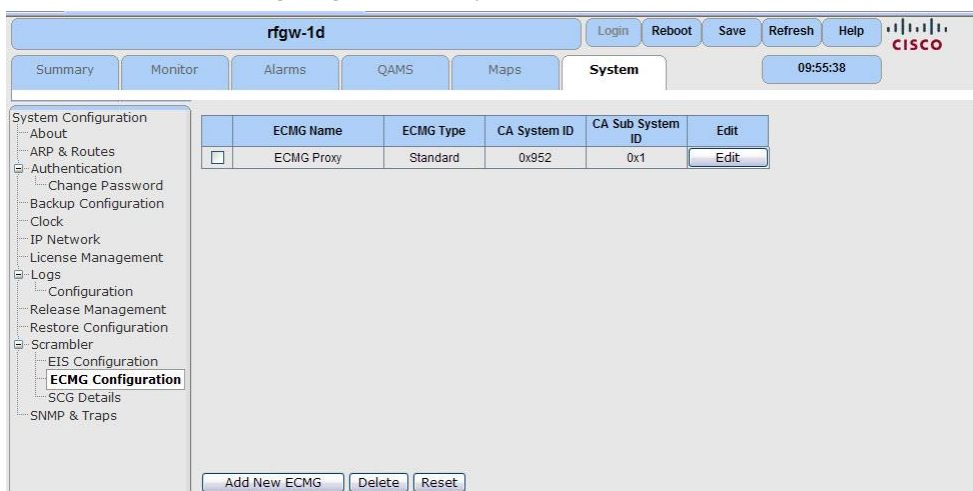 rfgw-1d
Login Reboot Save Refresh Help
CISCO
Summary Monitor Alarms QAMS Maps System 09:55:38
System Configuration
About
ARP & Routes
Authentication
Change Password
Backup Configuration
Clock
IP Network
License Management
Logs
Configuration
Release Management
Restore Configuration
Scrambler
EIS Configuration
ECMG Configuration
SCG Details
SNMP & Traps
ECMG Name ECMG Type CA System ID CA Sub System ID Edit
ECMG Proxy Standard 0x952 0x1 Edit
Add New ECMG Delete Reset